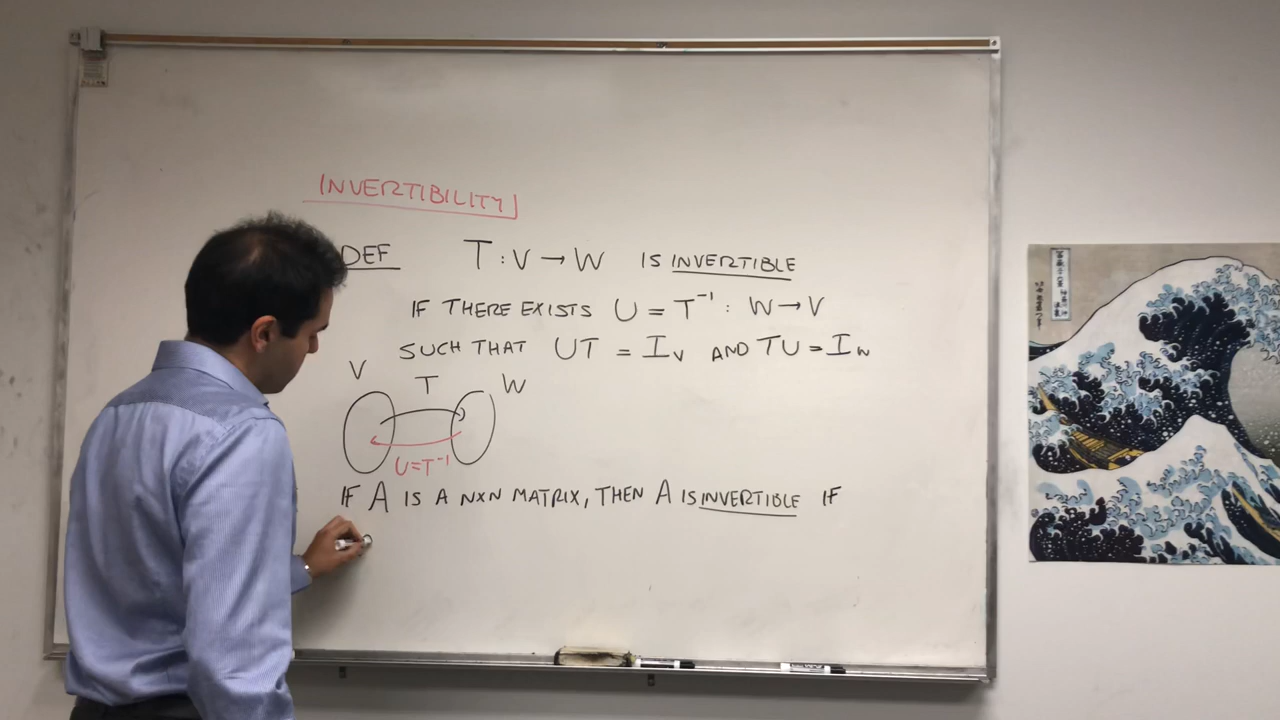 INVERTIBILITY
DEF T : V → W IS INVERTIBLE
IF THERE EXISTS U = T⁻¹ : W → V
SUCH THAT UT = I_V AND TU = I_W
V T W
U=T⁻¹
IF A IS A NXN MATRIX, THEN A IS INVERTIBLE IF